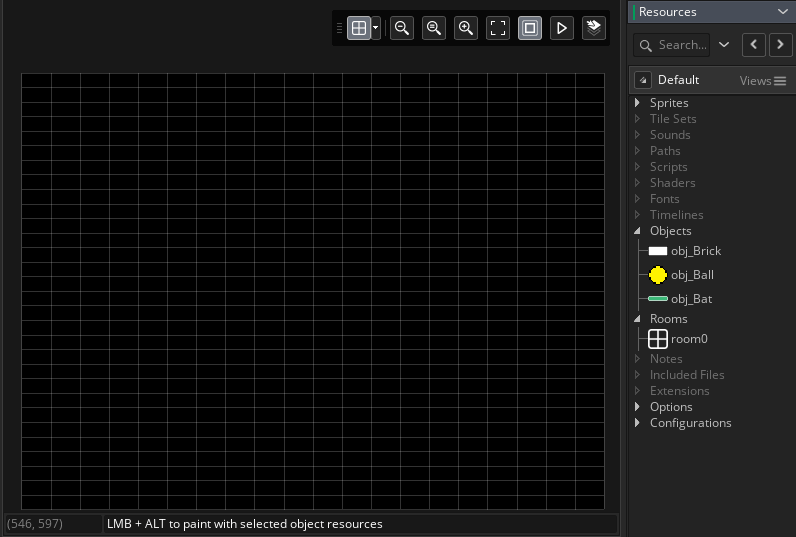 Resources
Search...
Default
Views
Sprites
Tile Sets
Sounds
Paths
Scripts
Shaders
Fonts
Timelines
Objects
obj_Brick
obj_Ball
obj_Bat
Rooms
room0
Notes
Included Files
Extensions
Options
Configurations
(546, 597)
LMB + ALT to paint with selected object resources